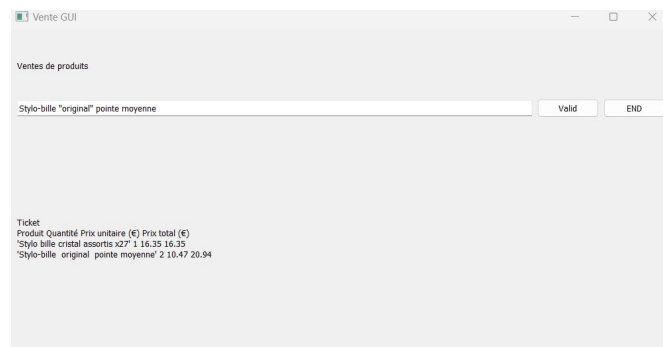 Vente GUI
Ventes de produits
Stylo-bille "original" pointe moyenne
Valid
END
Ticket
Produit Quantité Prix unitaire (€) Prix total (€)
'Stylo bille cristal assortis x27' 1 16.35 16.35
'Stylo-bille  original  pointe moyenne' 2 10.47 20.94